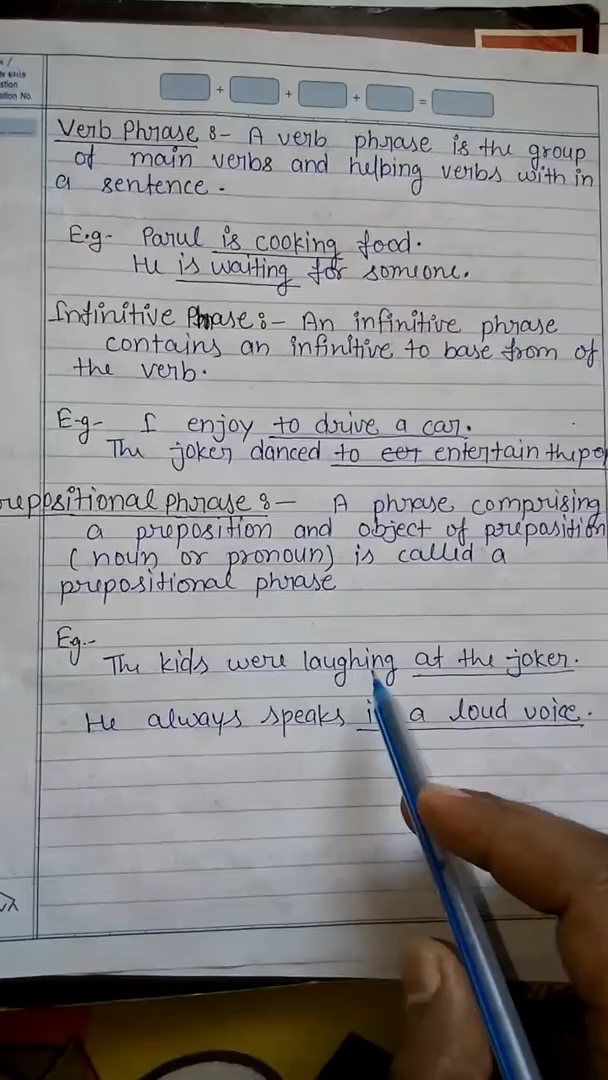 + + + =
Verb Phrase :- A verb phrase is the group
of main verbs and helping verbs with in
a sentence.
E.g- Parul is cooking food.
He is waiting for someone.
Infinitive Phrase :- An infinitive phrase
contains an infinitive to base from of
the verb.
E-g- I enjoy to drive a car.
The joker danced to eer entertain the
repositional phrase :- A phrase comprising
a preposition and object of preposition
(noun or pronoun) is called a
prepositional phrase
Eg.-
The kids were laughing at the joker.
He always speaks a loud voice.